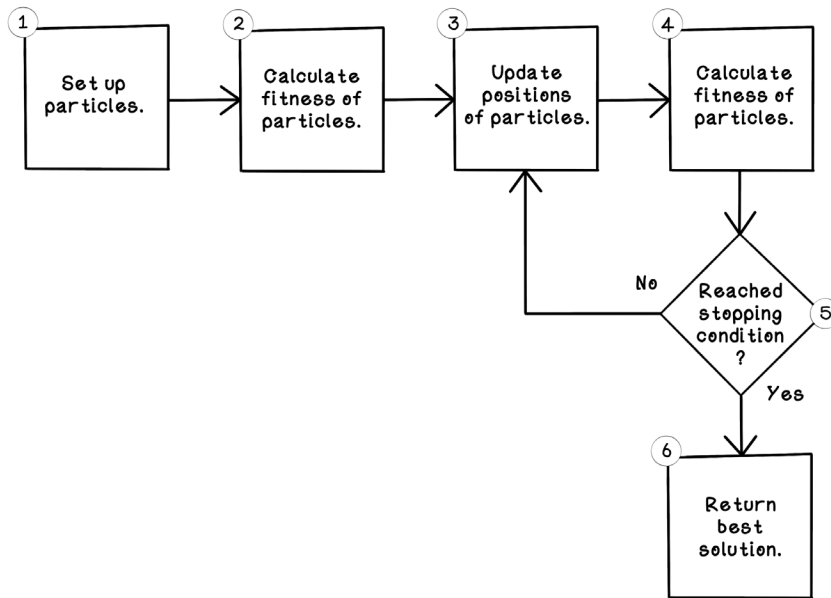 1
Set up
particles.
2
Calculate
fitness of
particles.
3
Update
positions
of particles.
4
Calculate
fitness of
particles.
No
Reached
stopping
condition
?
5
Yes
6
Return
best
solution.